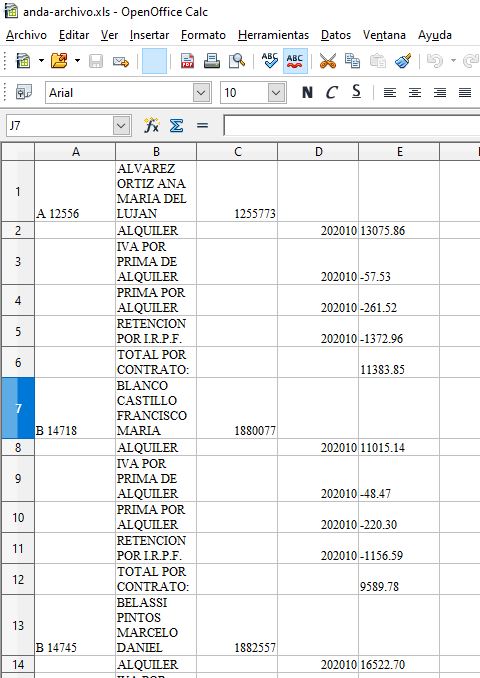 anda-archivo.xls - OpenOffice Calc
Archivo Editar Ver Insertar Formato Herramientas Datos Ventana Ayuda
ABC ABC
PDF
Arial 10 N C S
J7 fx Σ =
A B C D E
1 A 12556 ALVAREZ
ORTIZ ANA
MARIA DEL
LUJAN 1255773
2 ALQUILER 202010 13075.86
3 IVA POR
PRIMA DE
ALQUILER 202010 -57.53
4 PRIMA POR
ALQUILER 202010 -261.52
5 RETENCION
POR I.R.P.F. 202010 -1372.96
6 TOTAL POR
CONTRATO: 11383.85
7 B 14718 BLANCO
CASTILLO
FRANCISCO
MARIA 1880077
8 ALQUILER 202010 11015.14
9 IVA POR
PRIMA DE
ALQUILER 202010 -48.47
10 PRIMA POR
ALQUILER 202010 -220.30
11 RETENCION
POR I.R.P.F. 202010 -1156.59
12 TOTAL POR
CONTRATO: 9589.78
13 B 14745 BELASSI
PINTOS
MARCELO
DANIEL 1882557
14 ALQUILER 202010 16522.70